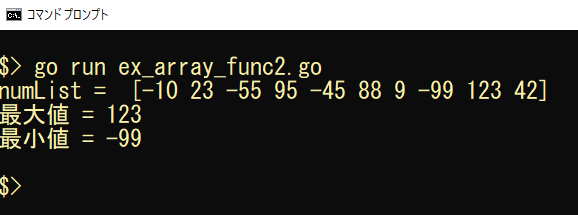 コマンドプロンプト
$> go run ex_array_func2.go
numList =  [-10 23 -55 95 -45 88 9 -99 123 42]
最大値 = 123
最小値 = -99
$>